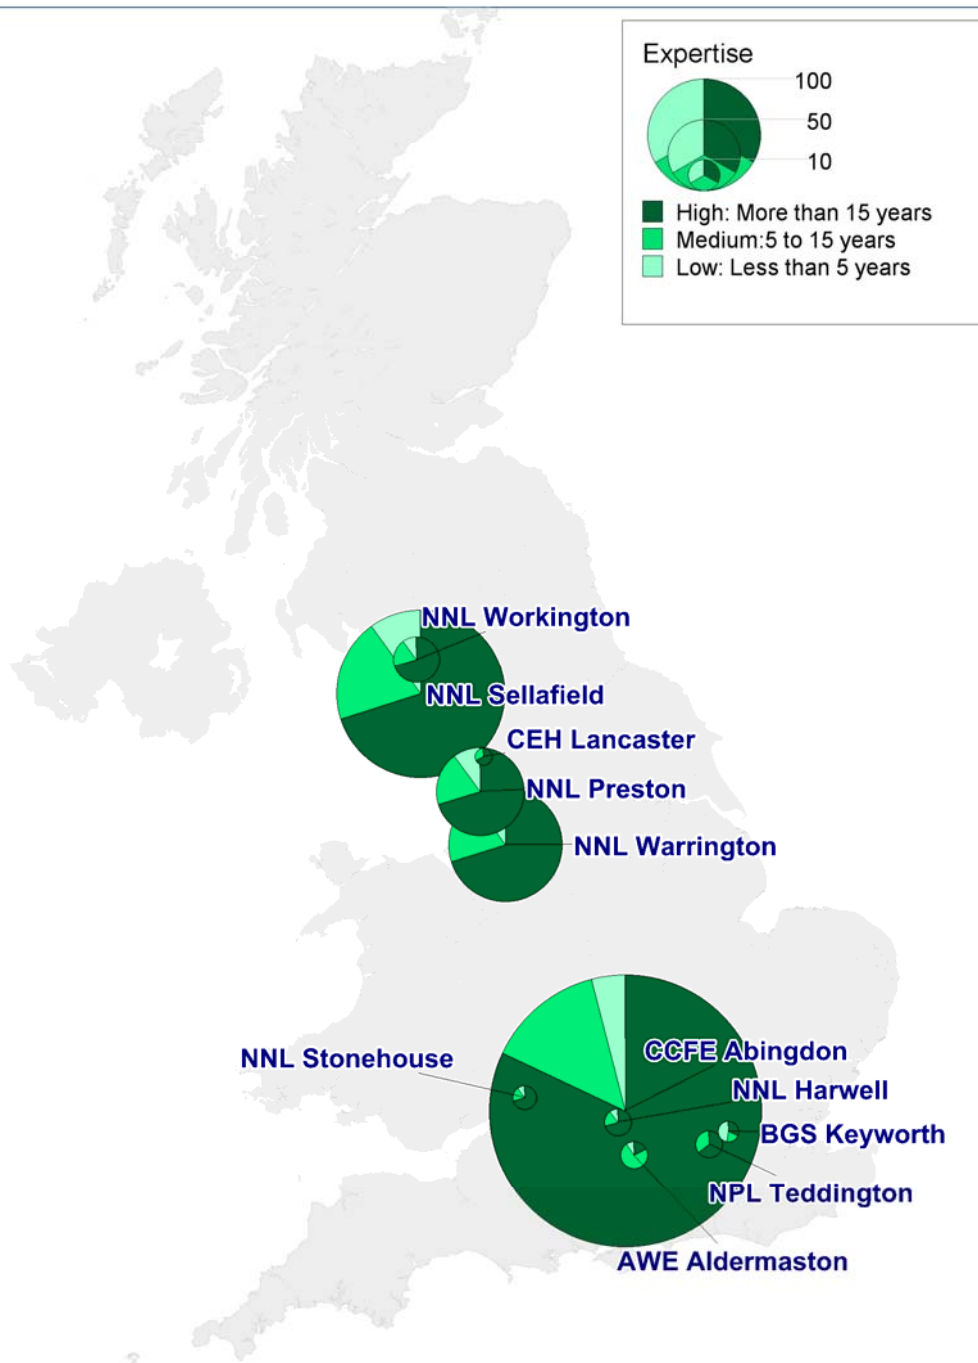 Expertise
100
50
10
High: More than 15 years
Medium:5 to 15 years
Low: Less than 5 years
NNL Workington
NNL Sellafield
CEH Lancaster
NNL Preston
NNL Warrington
CCFE Abingdon
NNL Stonehouse
NNL Harwell
BGS Keyworth
NPL Teddington
AWE Aldermaston